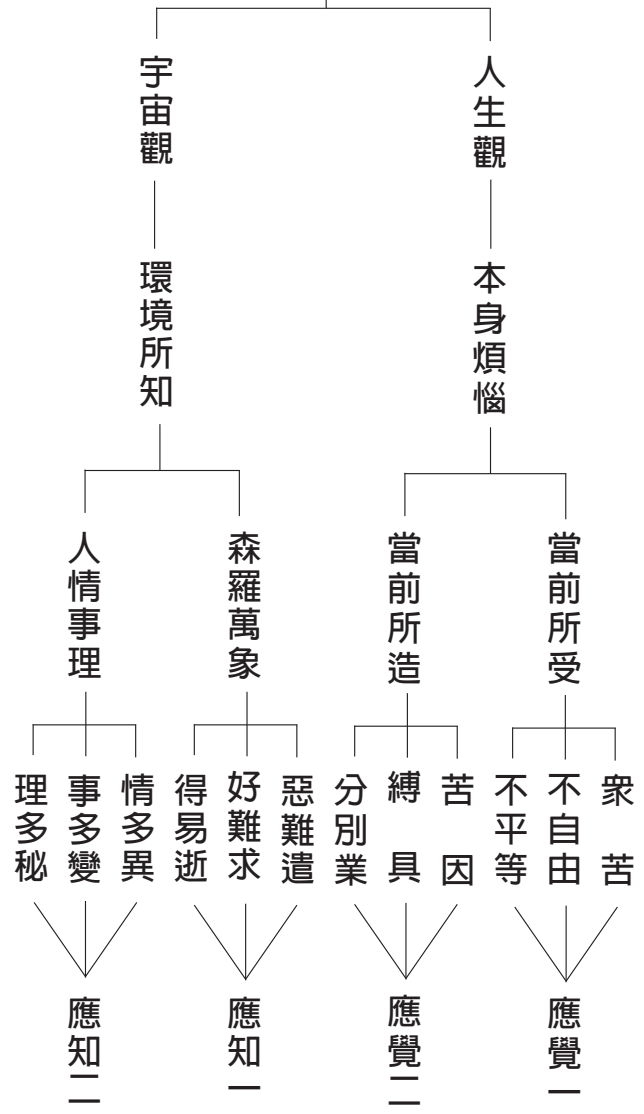 人生觀
宇宙觀
本身煩惱
環境所知
當前所受
當前所造
森羅萬象
人情事理
衆苦
不自由
不平等
苦因
縛具
分別業
惡難遣
好難求
得易逝
情多異
事多變
理多秘
應覺一
應覺二
應知一
應知二